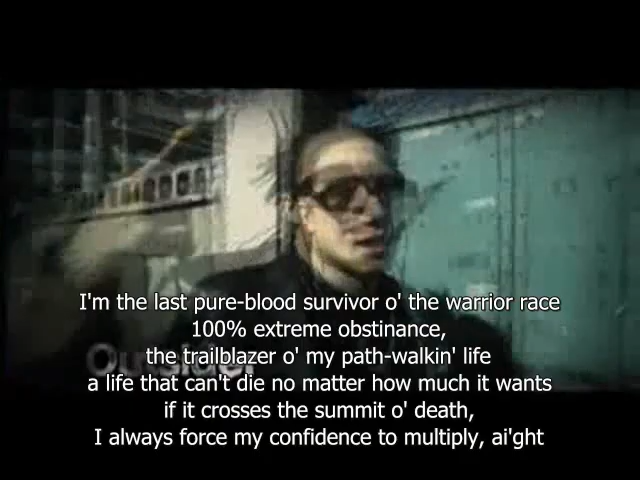 I'm the last pure-blood survivor o' the warrior race
100% extreme obstinance,
the trailblazer o' my path-walkin' life
Outsider
a life that can't die no matter how much it wants
if it crosses the summit o' death,
I always force my confidence to multiply, ai'ght